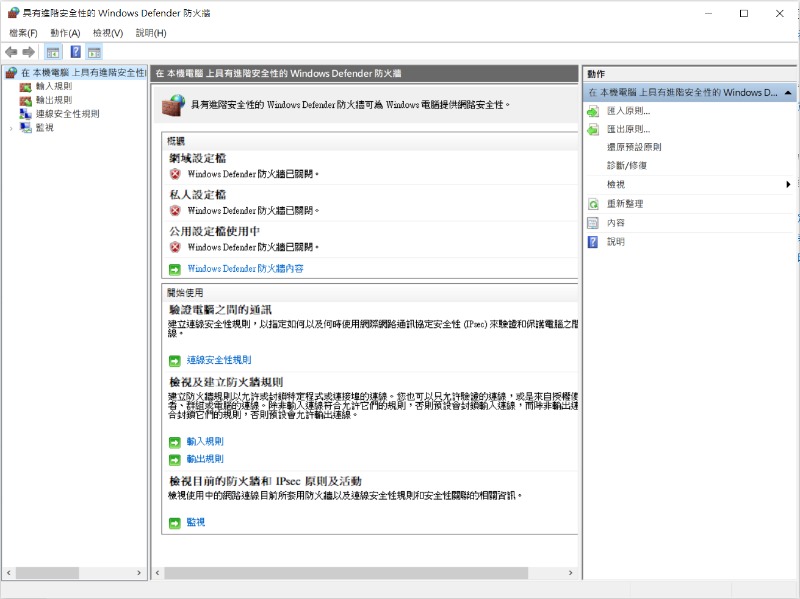 具有進階安全性的 Windows Defender 防火牆
檔案(F) 動作(A) 檢視(V) 說明(H)
在 本機電腦 上具有進階安全性
輸入規則
輸出規則
連線安全性規則
監視
在 本機電腦 上具有進階安全性的 Windows Defender 防火牆
具有進階安全性的 Windows Defender 防火牆可為 Windows 電腦提供網路安全性。
概觀
網域設定檔
Windows Defender 防火牆已關閉。
私人設定檔
Windows Defender 防火牆已關閉。
公用設定檔使用中
Windows Defender 防火牆已關閉。
Windows Defender 防火牆內容
開始使用
驗證電腦之間的通訊
建立連線安全性規則，以指定如何以及何時使用網際網路通訊協定安全性 (IPsec) 來驗證和保護電腦之間
線。
連線安全性規則
檢視及建立防火牆規則
建立防火牆規則以允許或封鎖特定程式或連接埠的連線。您也可以只允許驗證的連線，或是來自授權使
者、群組或電腦的連線。除非輸入連線符合允許它們的規則，否則預設會封鎖輸入連線，而除非輸出連
合封鎖它們的規則，否則預設會允許輸出連線。
輸入規則
輸出規則
檢視目前的防火牆和 IPsec 原則及活動
檢視使用中的網路連線目前所套用防火牆以及連線安全性規則和安全性關聯的相關資訊。
監視
動作
在 本機電腦 上具有進階安全性的 Windows D...
匯入原則...
匯出原則...
還原預設原則
診斷/修復
檢視
重新整理
內容
說明